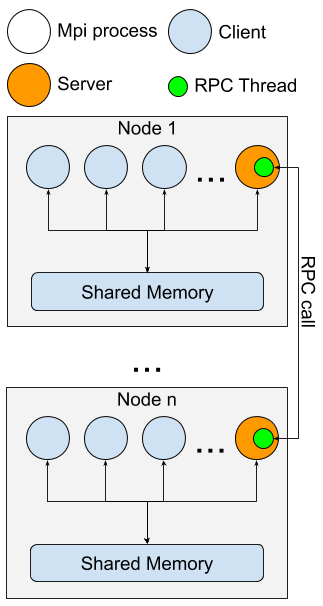 Mpi process
Client
Server
RPC Thread
Node 1
...
Shared Memory
RPC call
...
Node n
...
Shared Memory